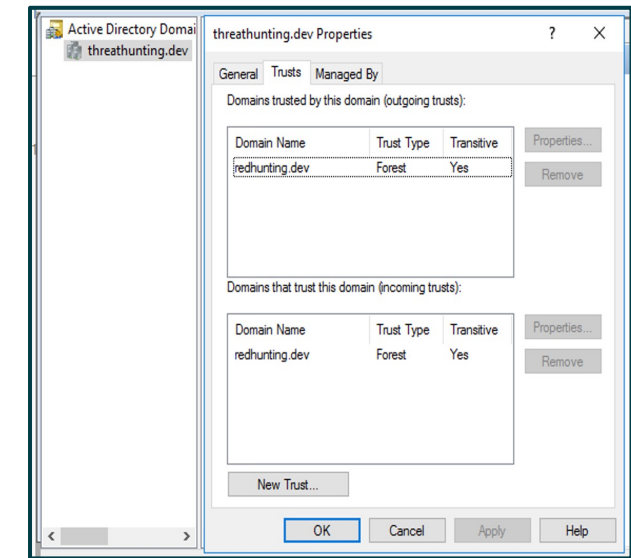 Active Directory Domai
threathunting.dev
threathunting.dev Properties
? X
General Trusts Managed By
Domains trusted by this domain (outgoing trusts):
Domain Name Trust Type Transitive
redhunting.dev Forest Yes
Properties...
Remove
Domains that trust this domain (incoming trusts):
Domain Name Trust Type Transitive
redhunting.dev Forest Yes
Properties...
Remove
New Trust...
OK Cancel Apply Help